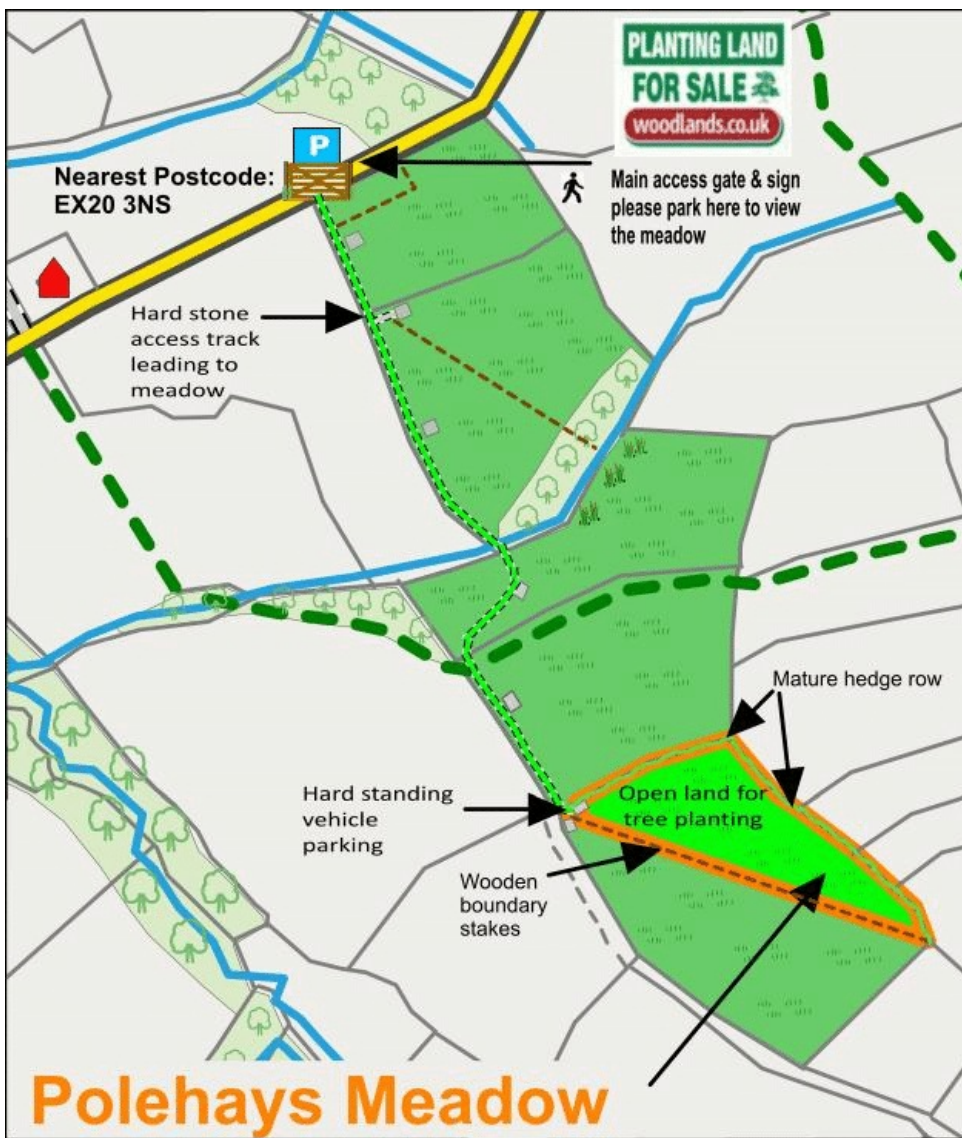 PLANTING LAND
FOR SALE
woodlands.co.uk
P
Nearest Postcode:
EX20 3NS
Main access gate & sign
please park here to view
the meadow
Hard stone
access track
leading to
meadow
Mature hedge row
Hard standing
vehicle
parking
Open land for
tree planting
Wooden
boundary
stakes
Polehays Meadow